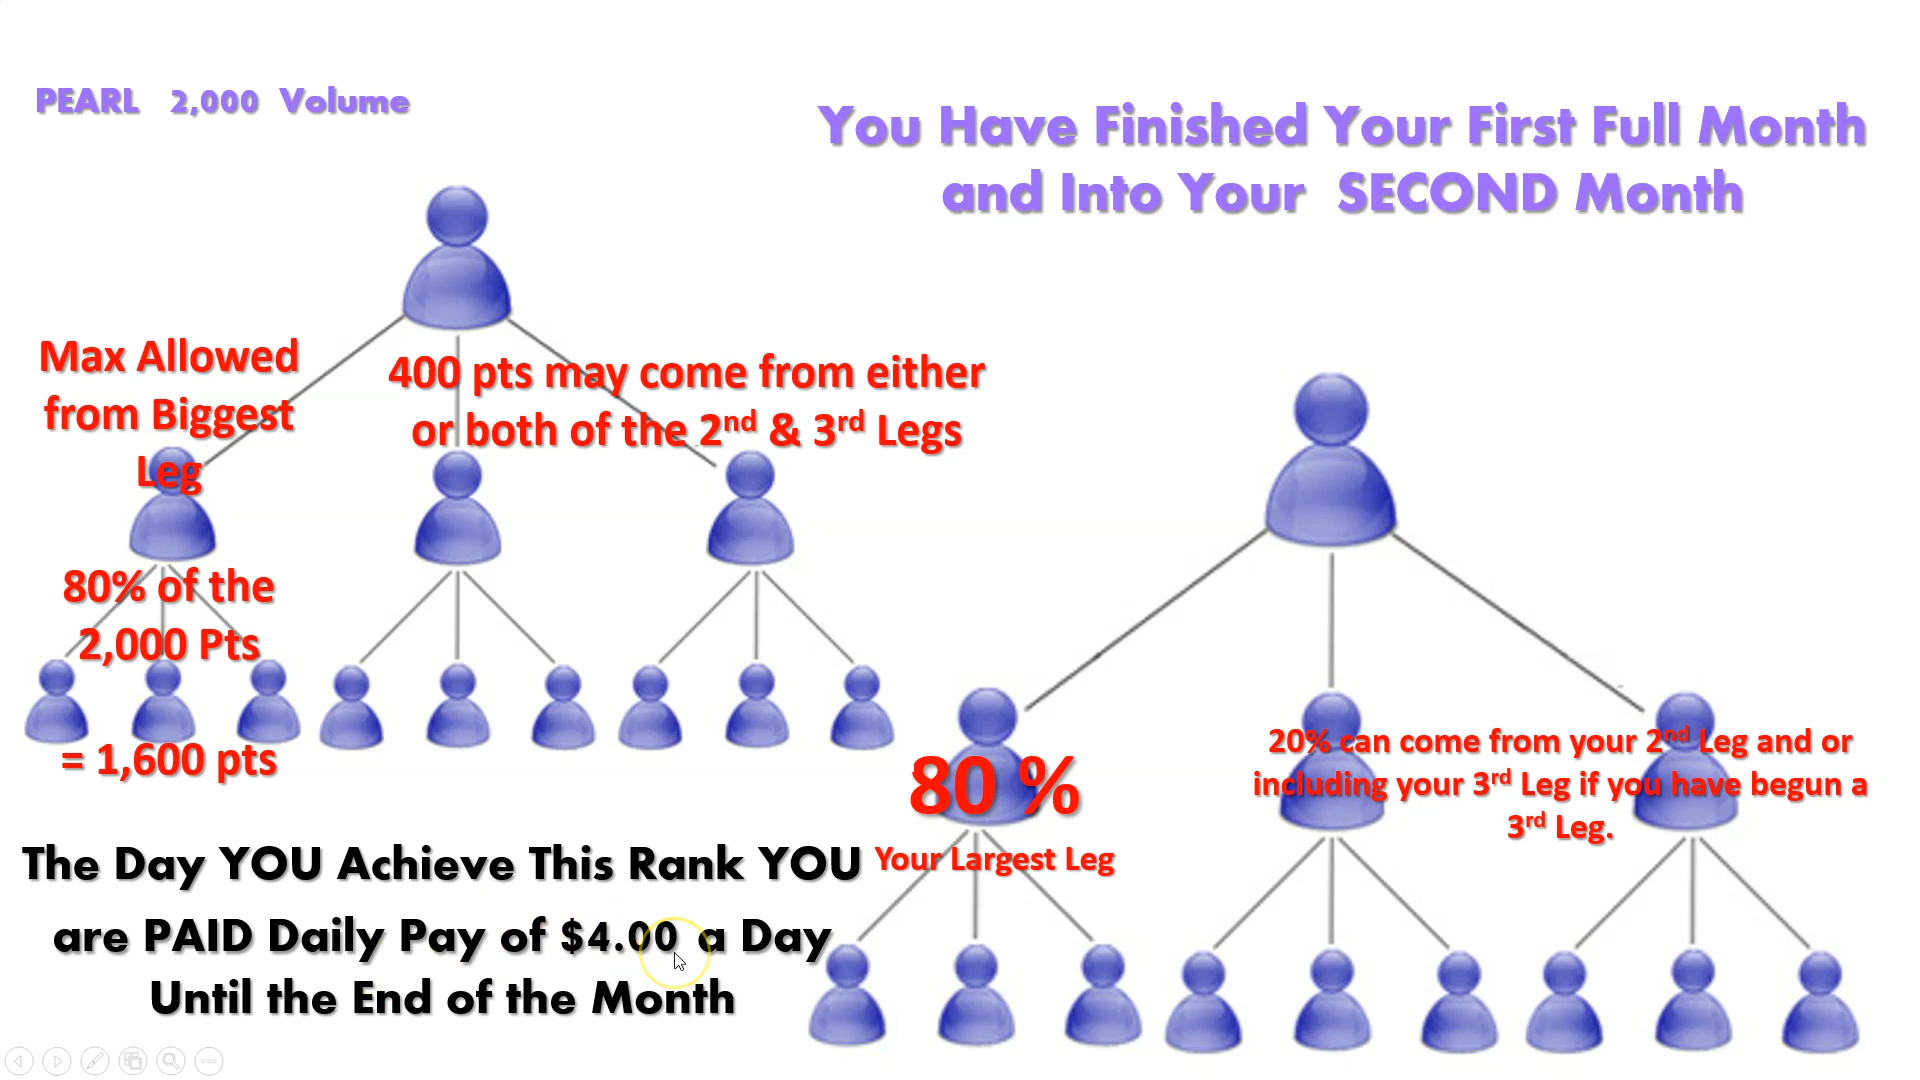 PEARL 2,000 Volume
You Have Finished Your First Full Month
and Into Your SECOND Month
Max Allowed
from Biggest
Leg
400 pts may come from either
or both of the 2nd & 3rd Legs
80% of the
2,000 Pts
= 1,600 pts
80 %
Your Largest Leg
20% can come from your 2nd Leg and or
including your 3rd Leg if you have begun a
3rd Leg.
The Day YOU Achieve This Rank YOU
are PAID Daily Pay of $4.00 a Day
Until the End of the Month